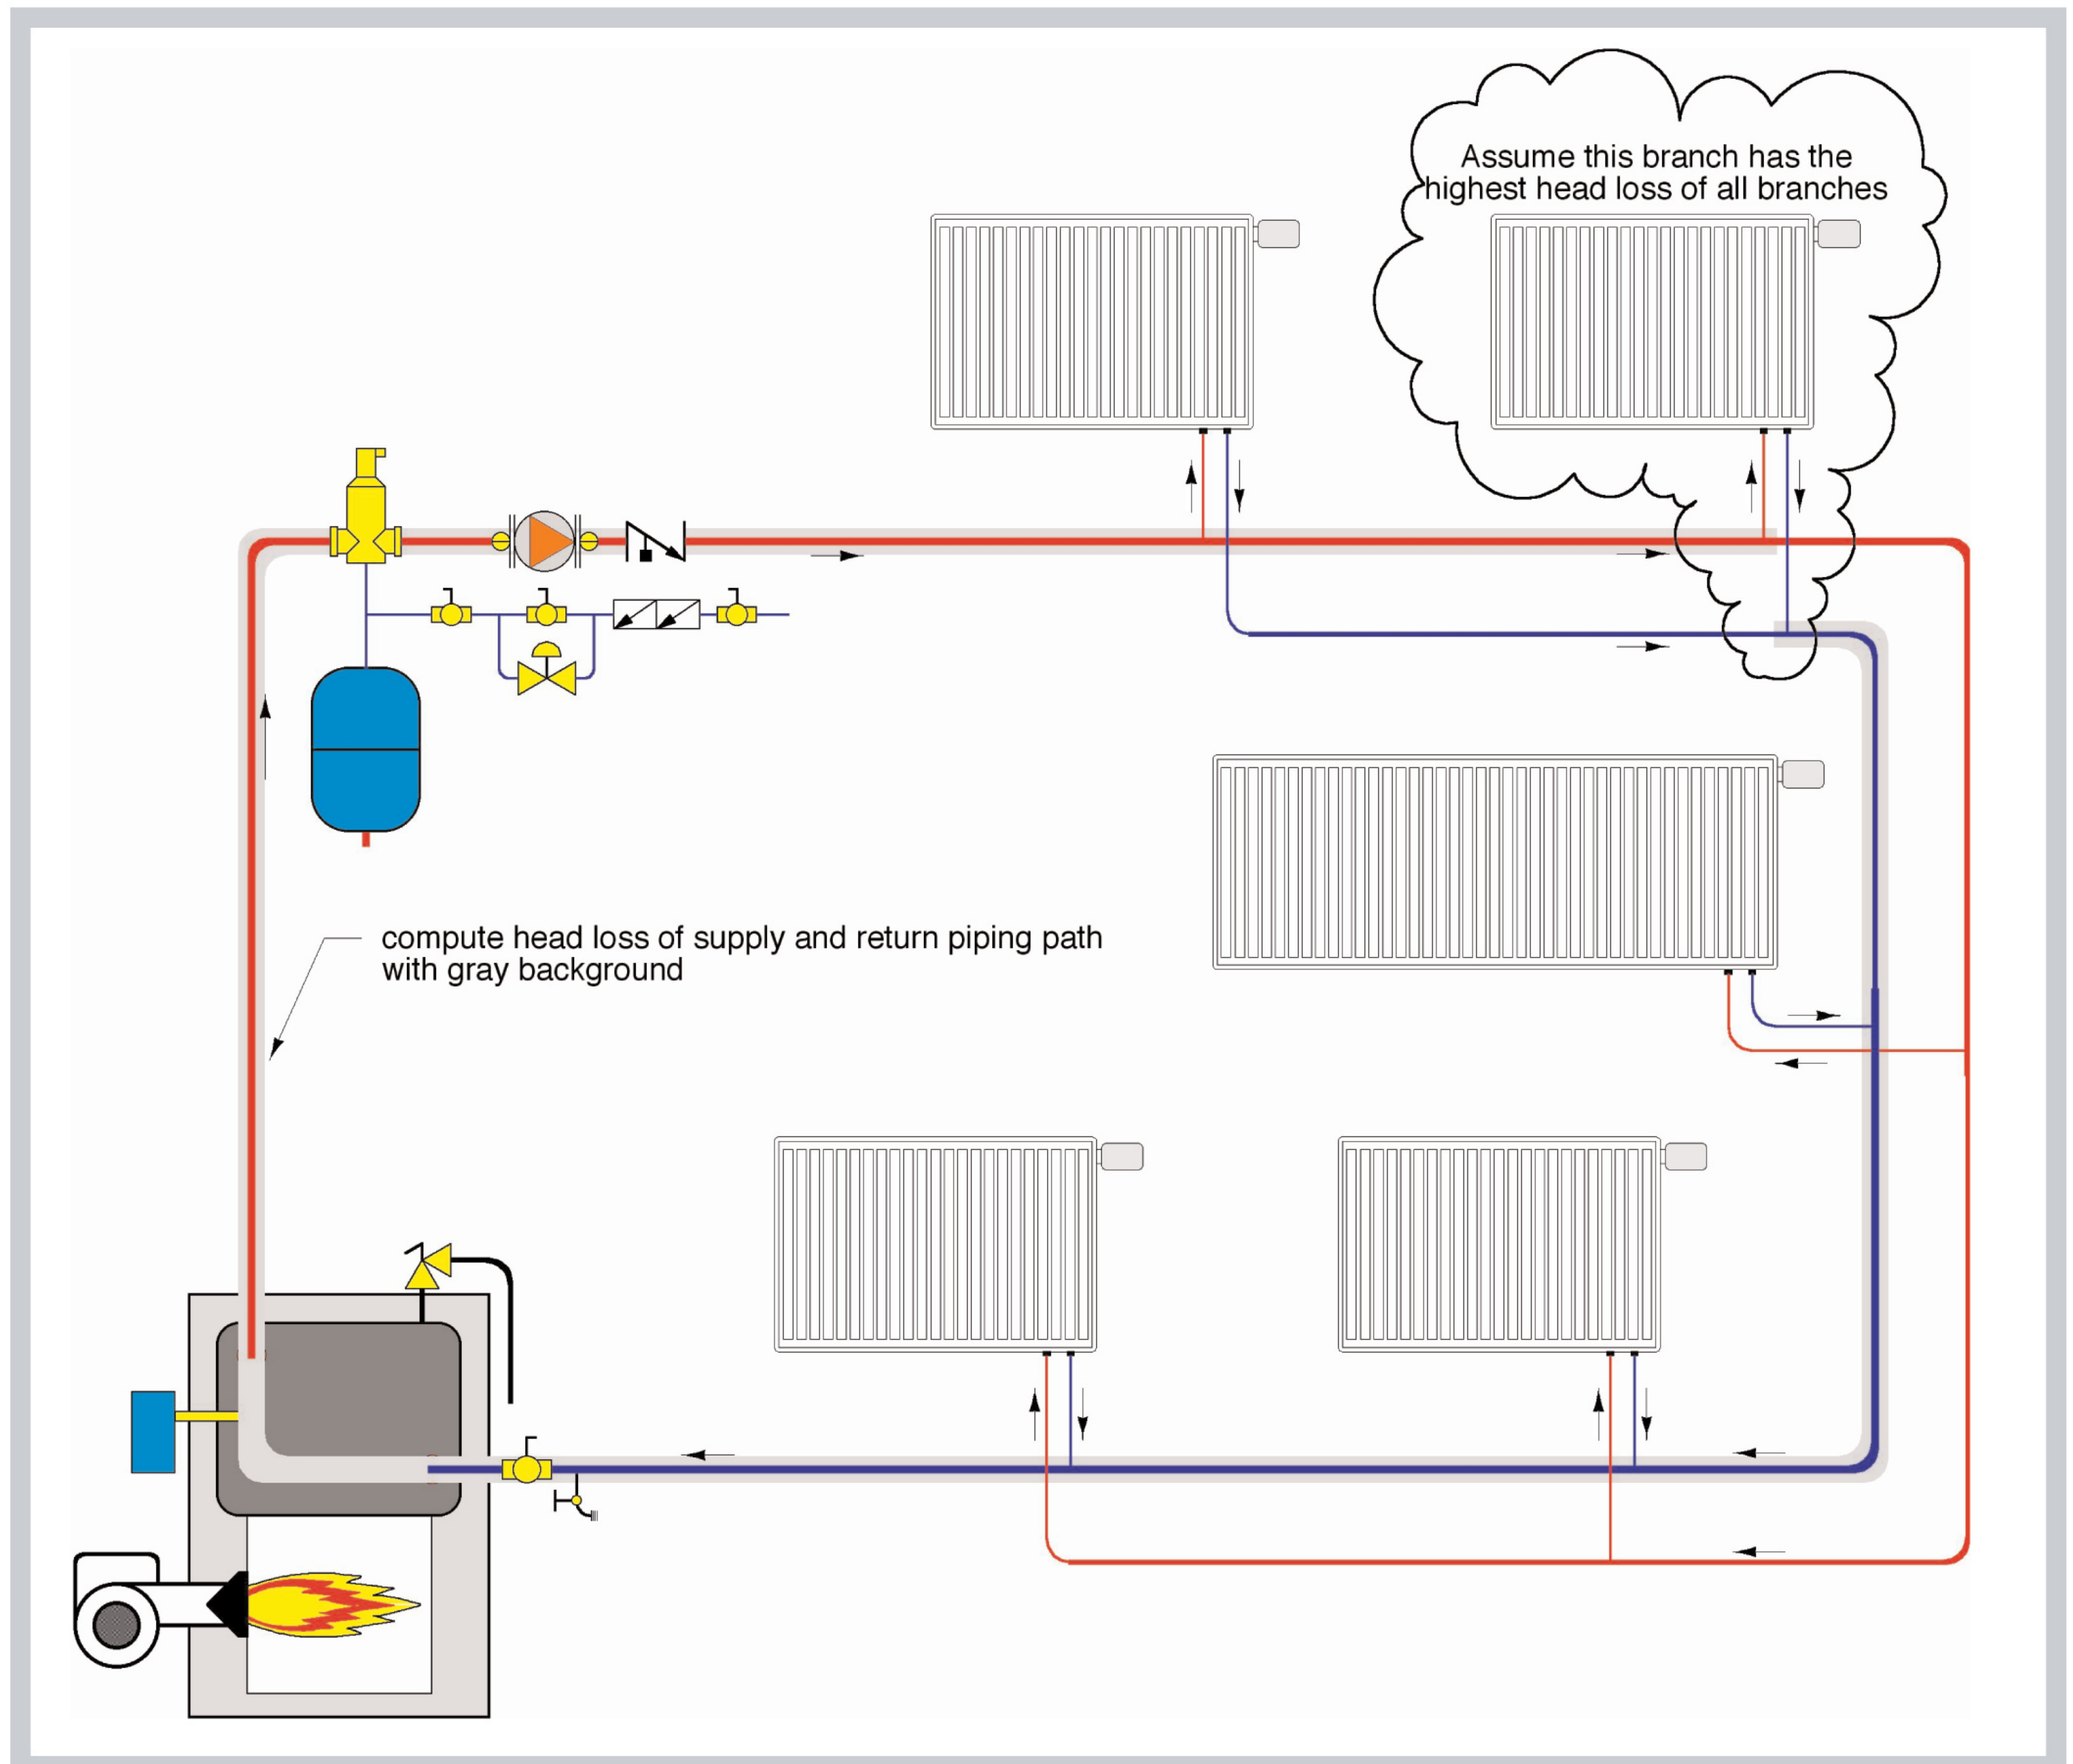 Assume this branch has the
highest head loss of all branches
compute head loss of supply and return piping path
with gray background